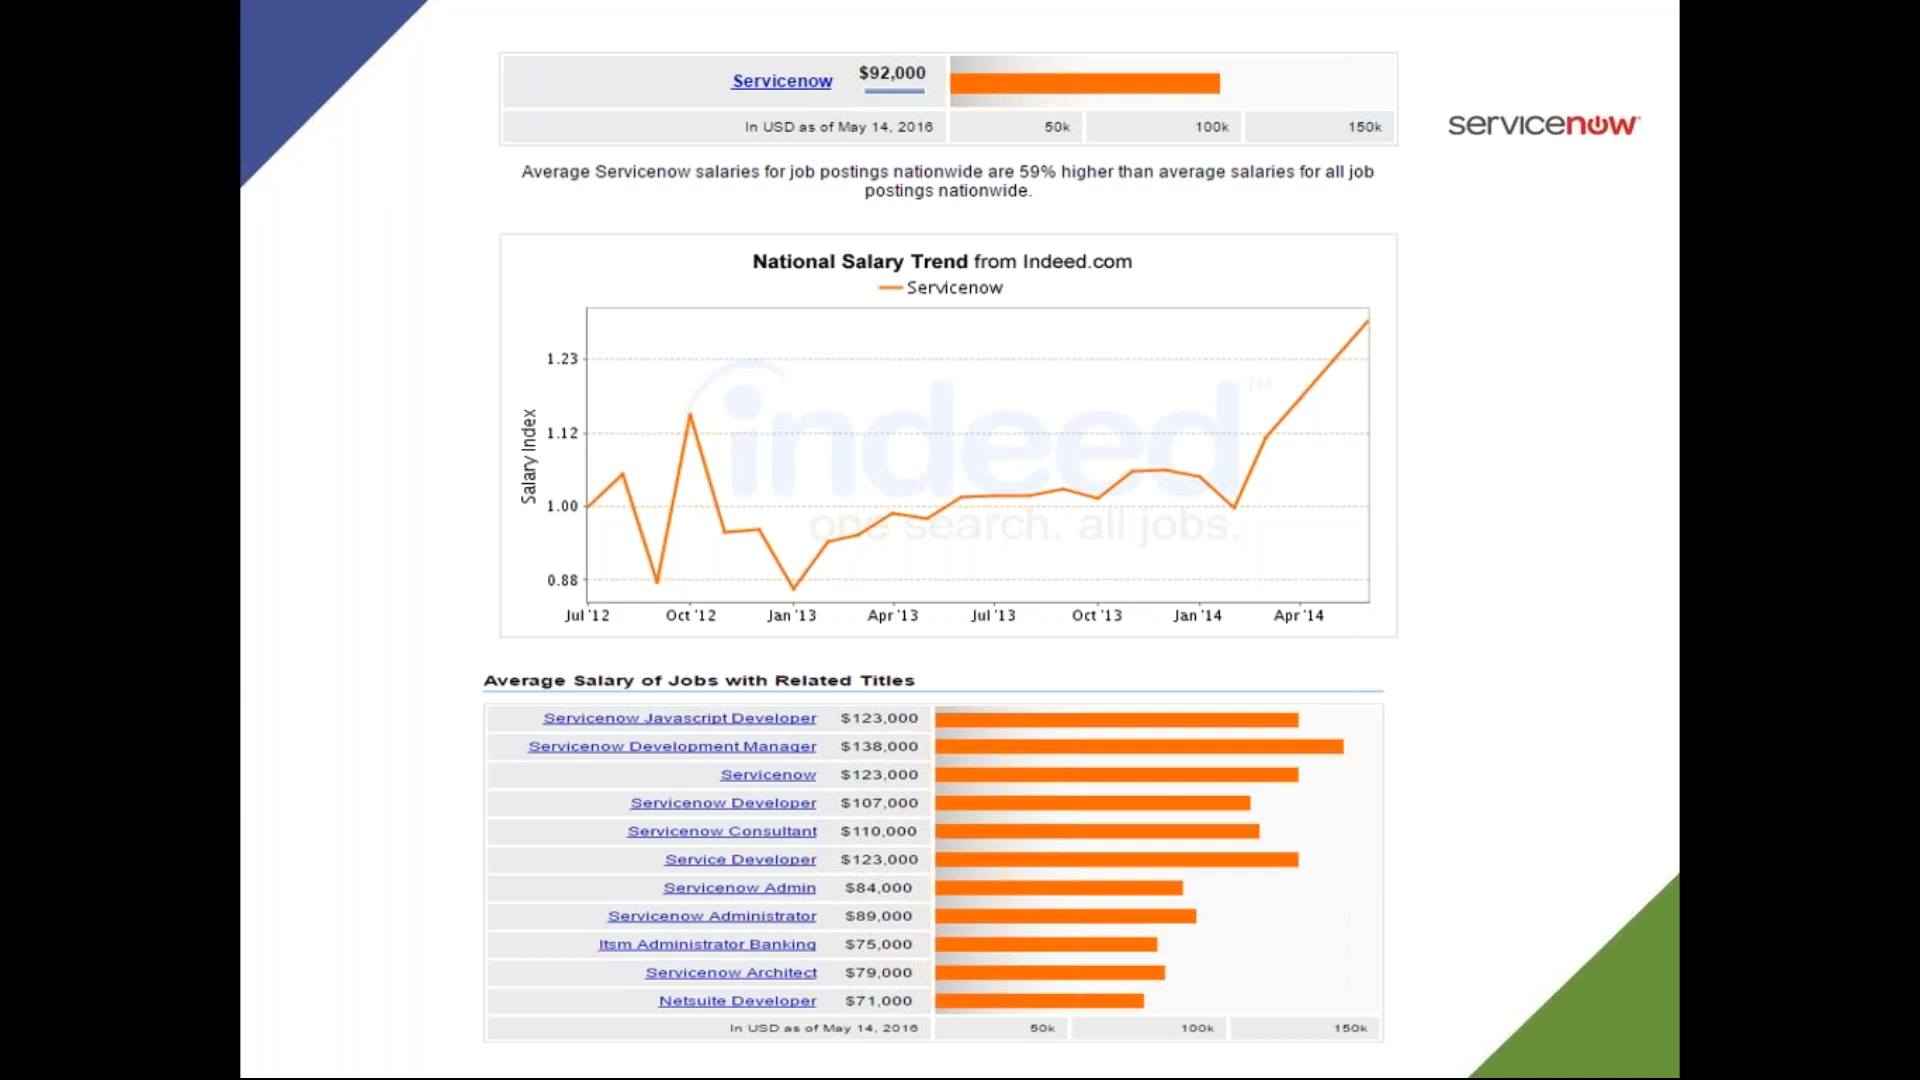 Servicenow $92,000
In USD as of May 14, 2016 50k 100k 150k
servicenow
Average Servicenow salaries for job postings nationwide are 59% higher than average salaries for all job
postings nationwide.
National Salary Trend from Indeed.com
Servicenow
Salary Index
1.23
1.12
1.00
0.88
indeed™
one search. all jobs.
Jul '12 Oct '12 Jan '13 Apr '13 Jul '13 Oct '13 Jan '14 Apr '14
Average Salary of Jobs with Related Titles
Servicenow Javascript Developer $123,000
Servicenow Development Manager $138,000
Servicenow $123,000
Servicenow Developer $107,000
Servicenow Consultant $110,000
Service Developer $123,000
Servicenow Admin $84,000
Servicenow Administrator $89,000
Itsm Administrator Banking $75,000
Servicenow Architect $79,000
Netsuite Developer $71,000
In USD as of May 14, 2016 50k 100k 150k